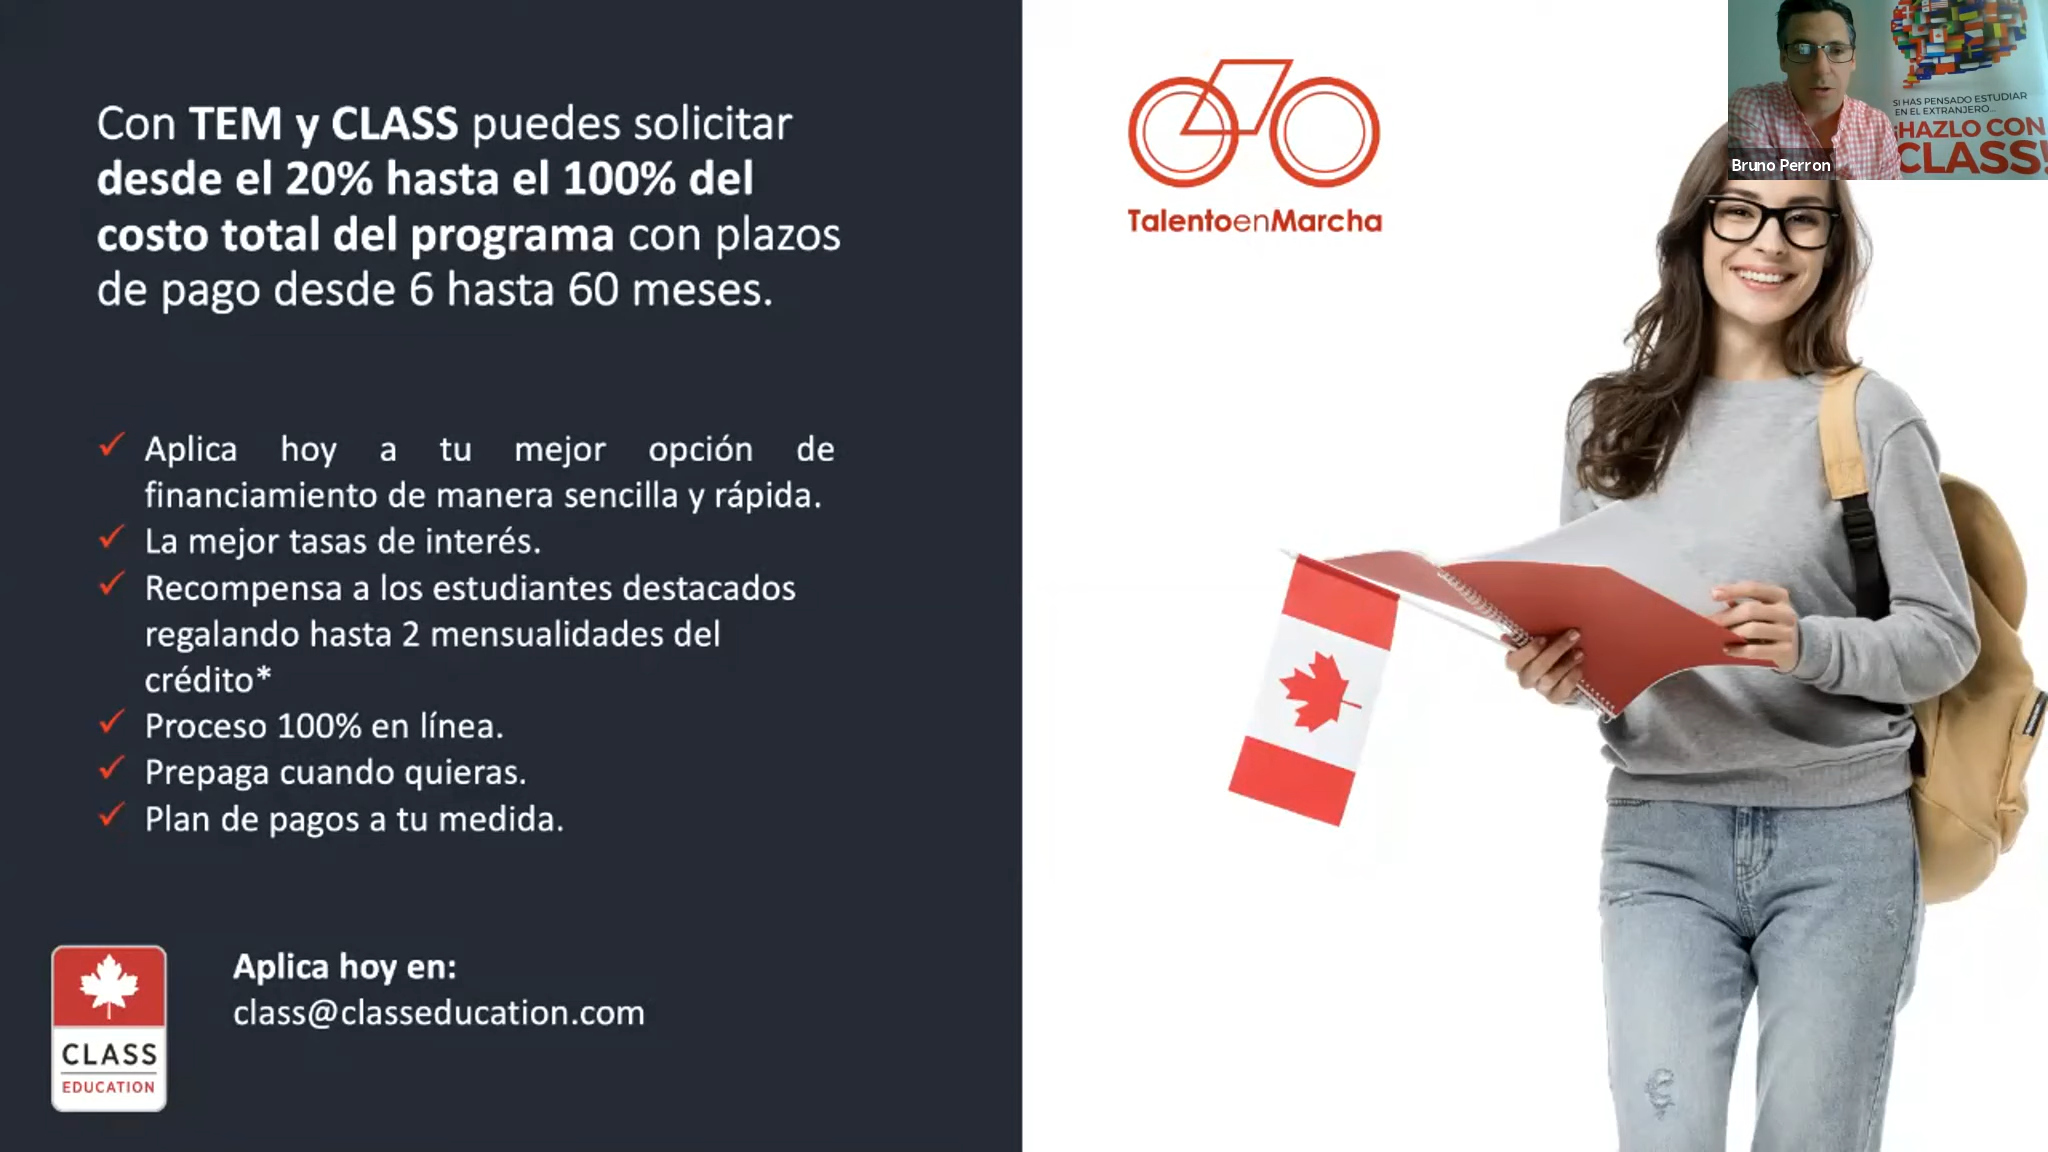 Con TEM y CLASS puedes solicitar
desde el 20% hasta el 100% del
costo total del programa con plazos
de pago desde 6 hasta 60 meses.
✓ Aplica hoy a tu mejor opción de
financiamiento de manera sencilla y rápida.
✓ La mejor tasas de interés.
✓ Recompensa a los estudiantes destacados
regalando hasta 2 mensualidades del
crédito*
✓ Proceso 100% en línea.
✓ Prepaga cuando quieras.
✓ Plan de pagos a tu medida.
Aplica hoy en:
class@classeducation.com
CLASS
EDUCATION
TalentoenMarcha
SI HAS PENSADO ESTUDIAR
EN EL EXTRANJERO...
¡HAZLO CON
CLASS!
Bruno Perron